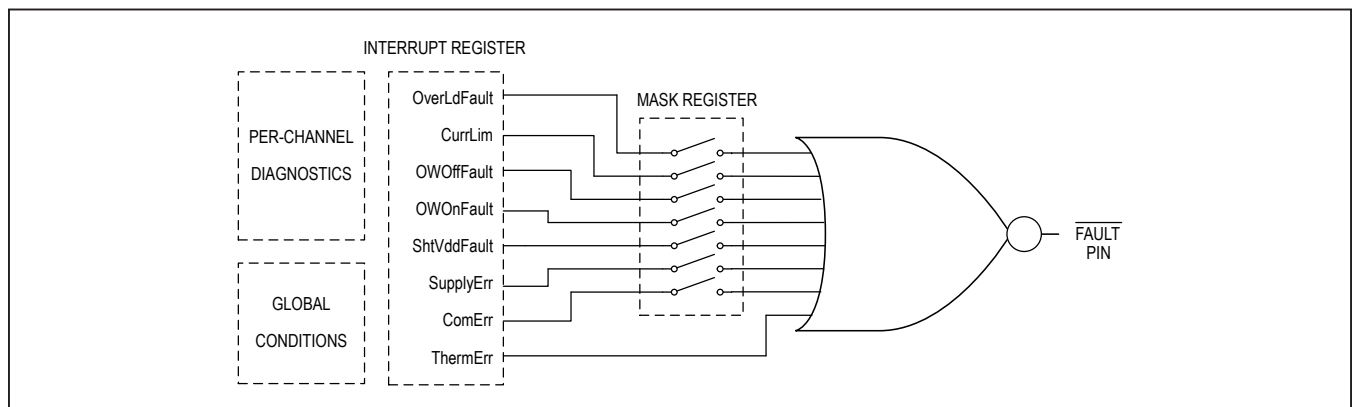 INTERRUPT REGISTER
PER-CHANNEL
DIAGNOSTICS
GLOBAL
CONDITIONS
OverLdFault
CurrLim
OWOffFault
OWOnFault
ShtVddFault
SupplyErr
ComErr
ThermErr
MASK REGISTER
FAULT
PIN